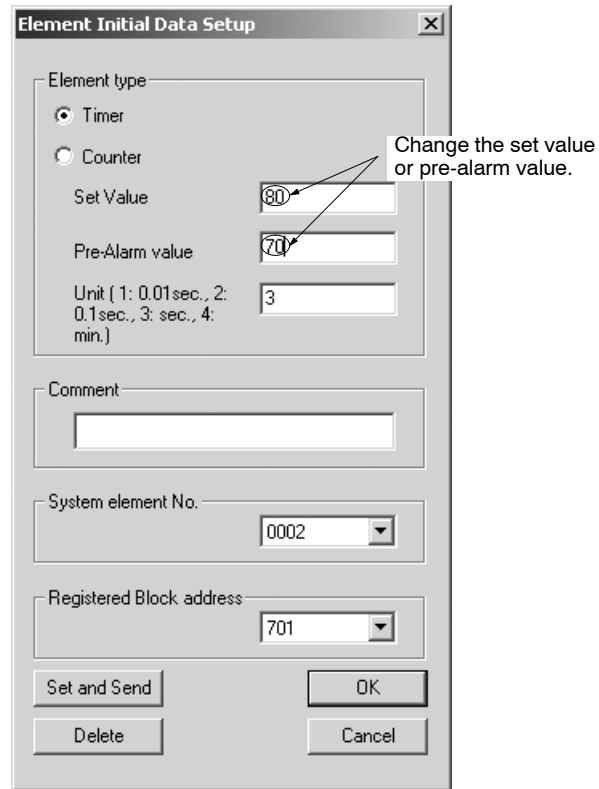 Element Initial Data Setup
Element type
Timer
Counter
Change the set value
or pre-alarm value.
Set Value
80
Pre-Alarm value
70
Unit ( 1: 0.01sec., 2:
0.1sec., 3: sec., 4:
min.)
3
Comment
System element No.
0002
Registered Block address
701
Set and Send
OK
Delete
Cancel